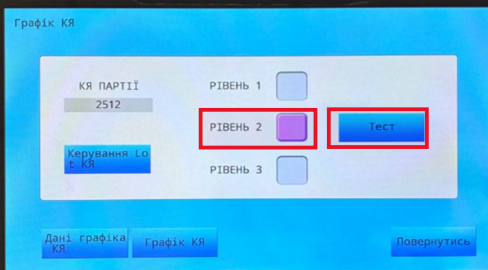 Графік КЯ
КЯ ПАРТІЇ
2512
РІВЕНЬ 1
РІВЕНЬ 2
Тест
Керування Lo
t КЯ
РІВЕНЬ 3
Дані графіка
КЯ
Графік КЯ
Повернутись